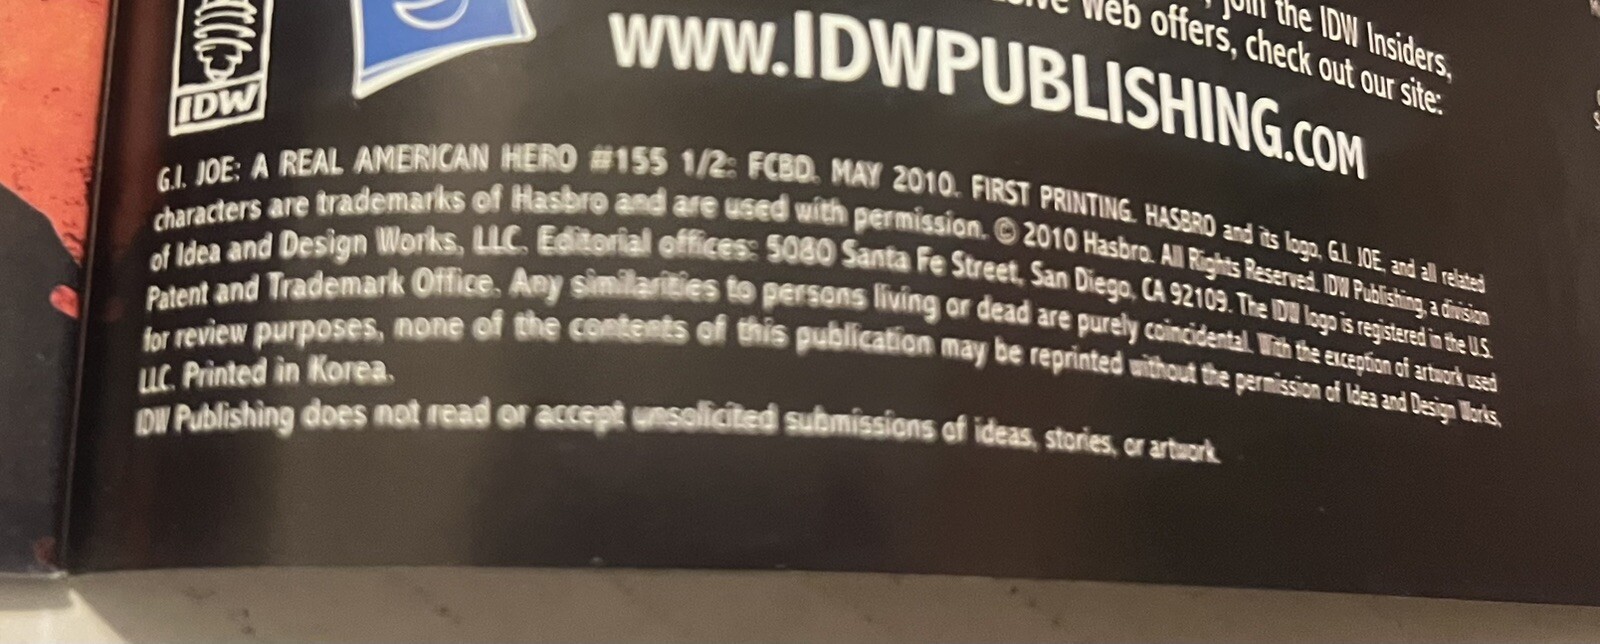 join the IDW Insiders,
Web offers, check out our site:
www.IDWPUBLISHING.COM
IDW
G.I. JOE: A REAL AMERICAN HERO #155 1/2: FCBD. MAY 2010. FIRST PRINTING. HASBRO and its logo, G.I. JOE, and all related
characters are trademarks of Hasbro and are used with permission. © 2010 Hasbro. All Rights Reserved. IDW Publishing, a division
of Idea and Design Works, LLC. Editorial offices: 5080 Santa Fe Street, San Diego, CA 92109. The IDW logo is registered in the U.S.
Patent and Trademark Office. Any similarities to persons living or dead are purely coincidental. With the exception of artwork used
for review purposes, none of the contents of this publication may be reprinted without the permission of Idea and Design Works,
LLC. Printed in Korea.
IDW Publishing does not read or accept unsolicited submissions of ideas, stories, or artwork.